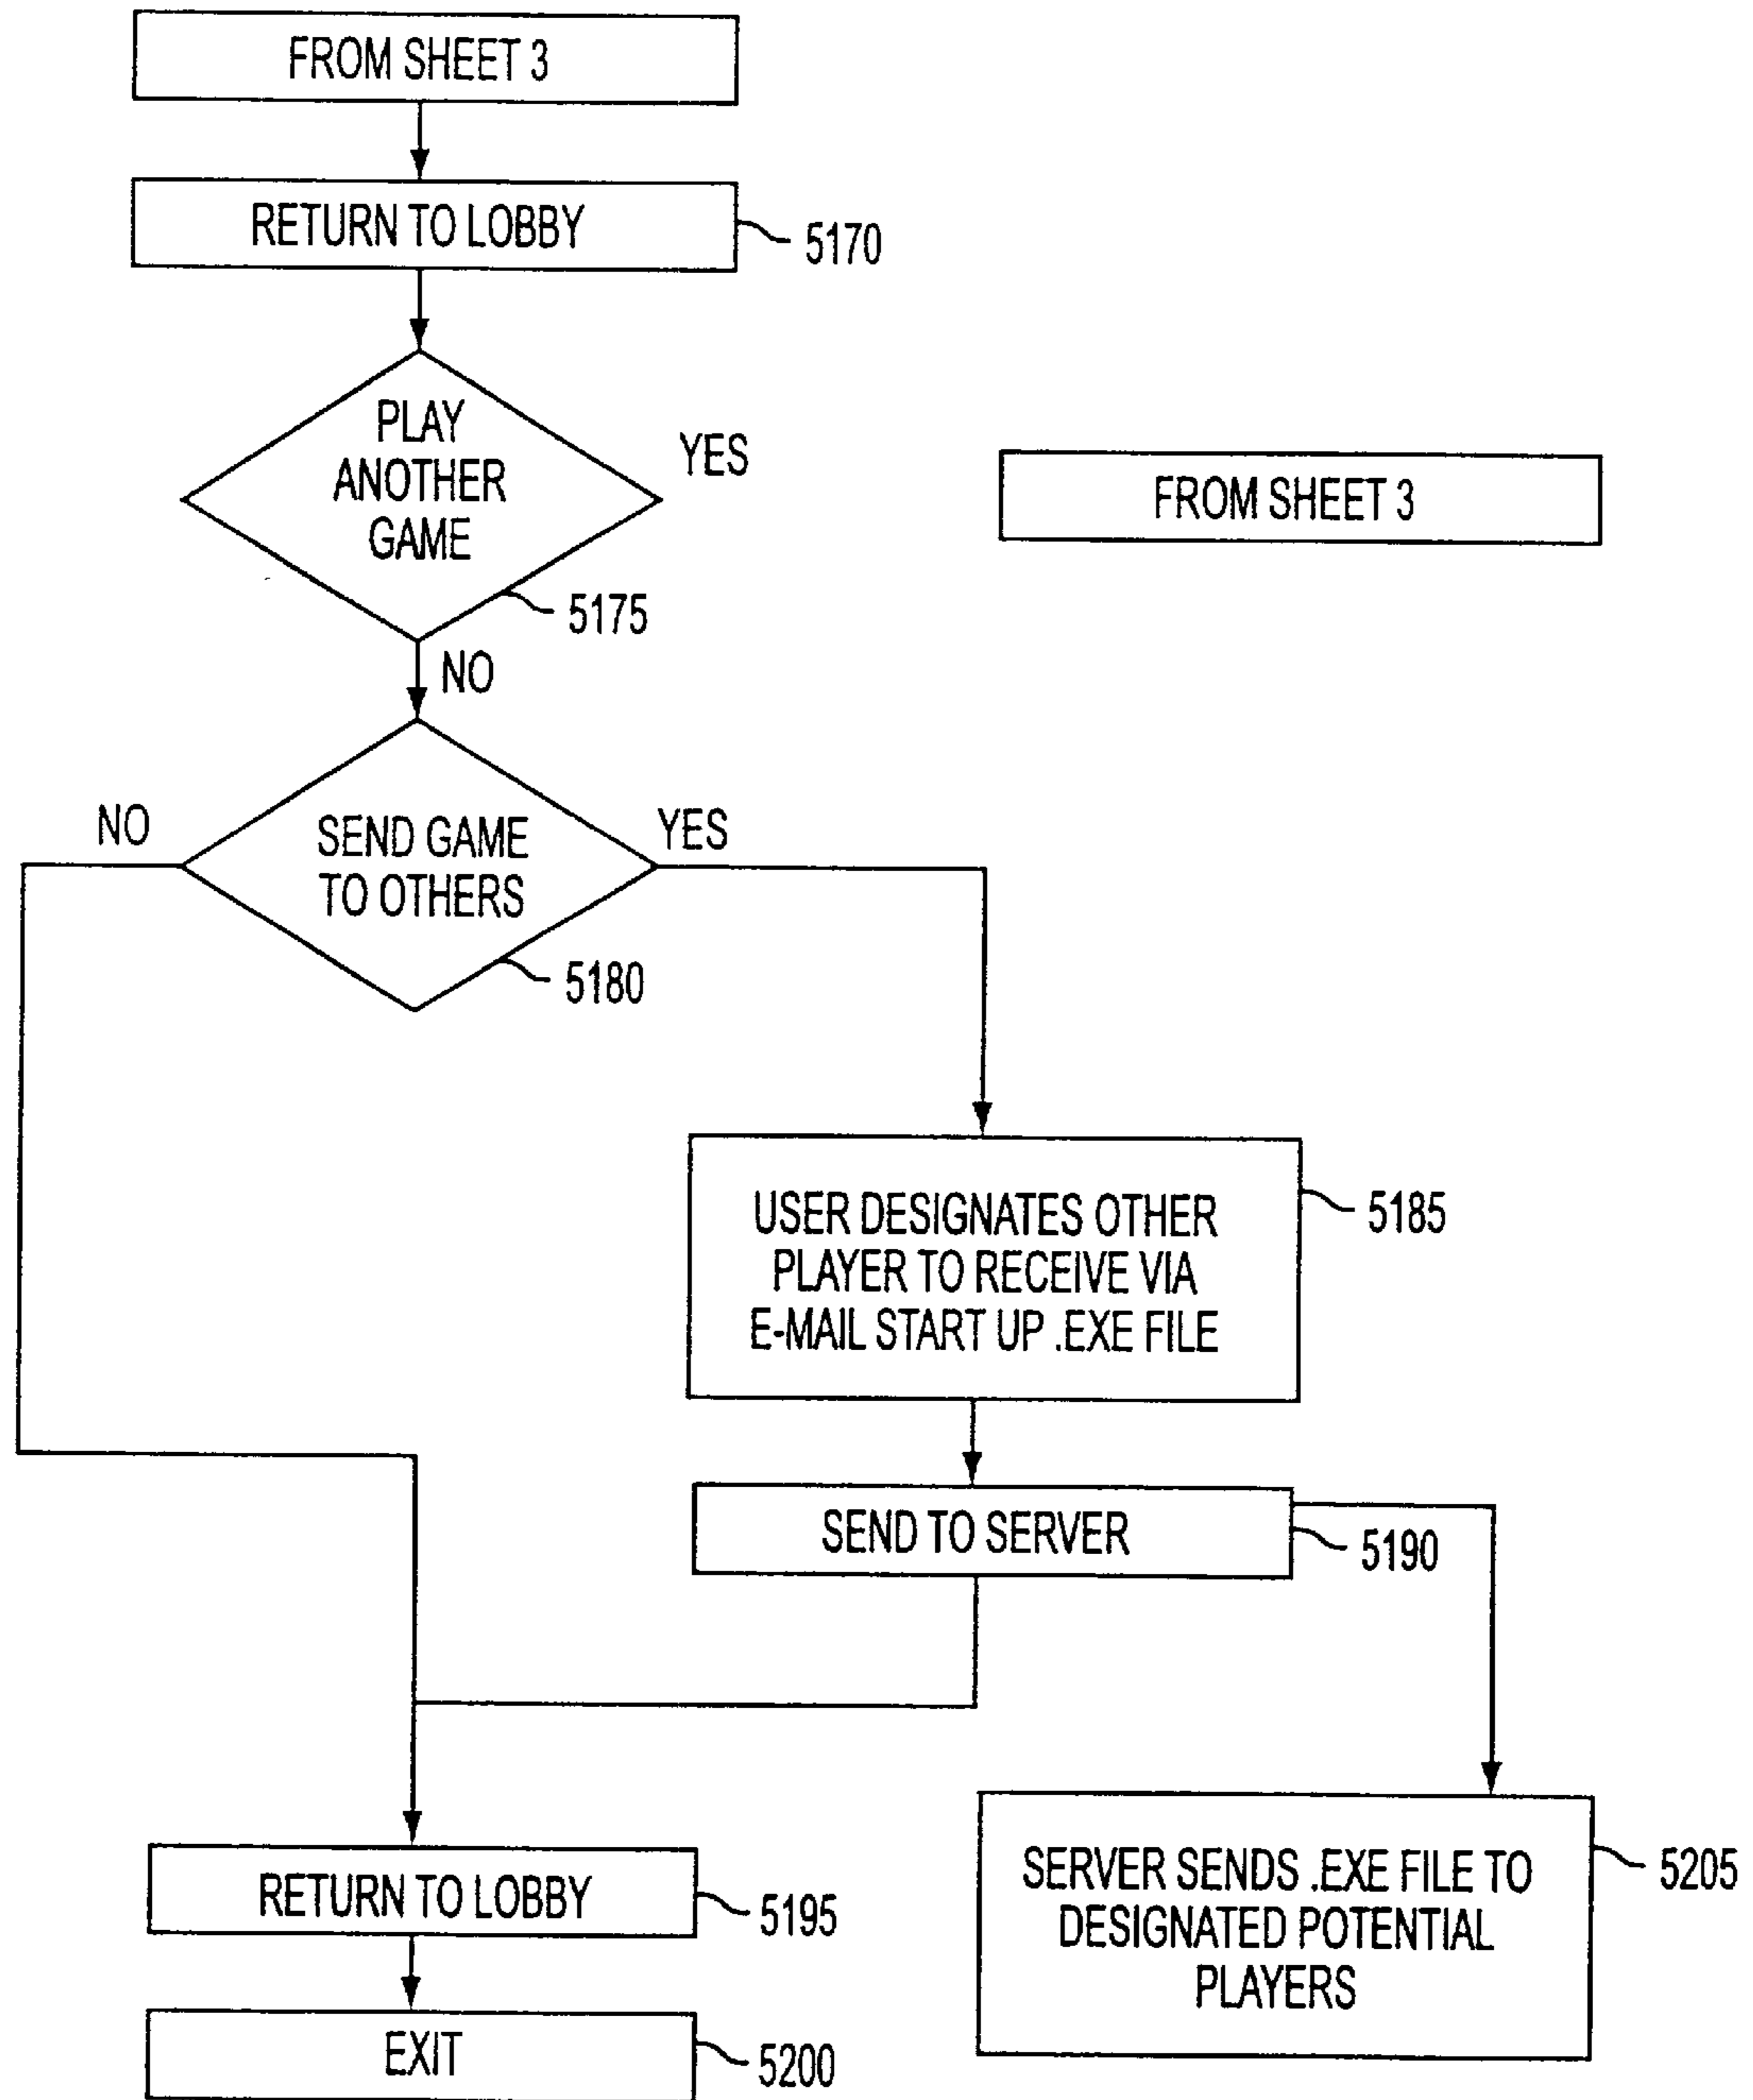 FROM SHEET 3
RETURN TO LOBBY
5170
PLAY
ANOTHER
GAME
YES
5175
FROM SHEET 3
NO
NO
SEND GAME
TO OTHERS
YES
5180
USER DESIGNATES OTHER
PLAYER TO RECEIVE VIA
E-MAIL START UP .EXE FILE
5185
SEND TO SERVER
5190
RETURN TO LOBBY
5195
SERVER SENDS .EXE FILE TO
DESIGNATED POTENTIAL
PLAYERS
5205
EXIT
5200